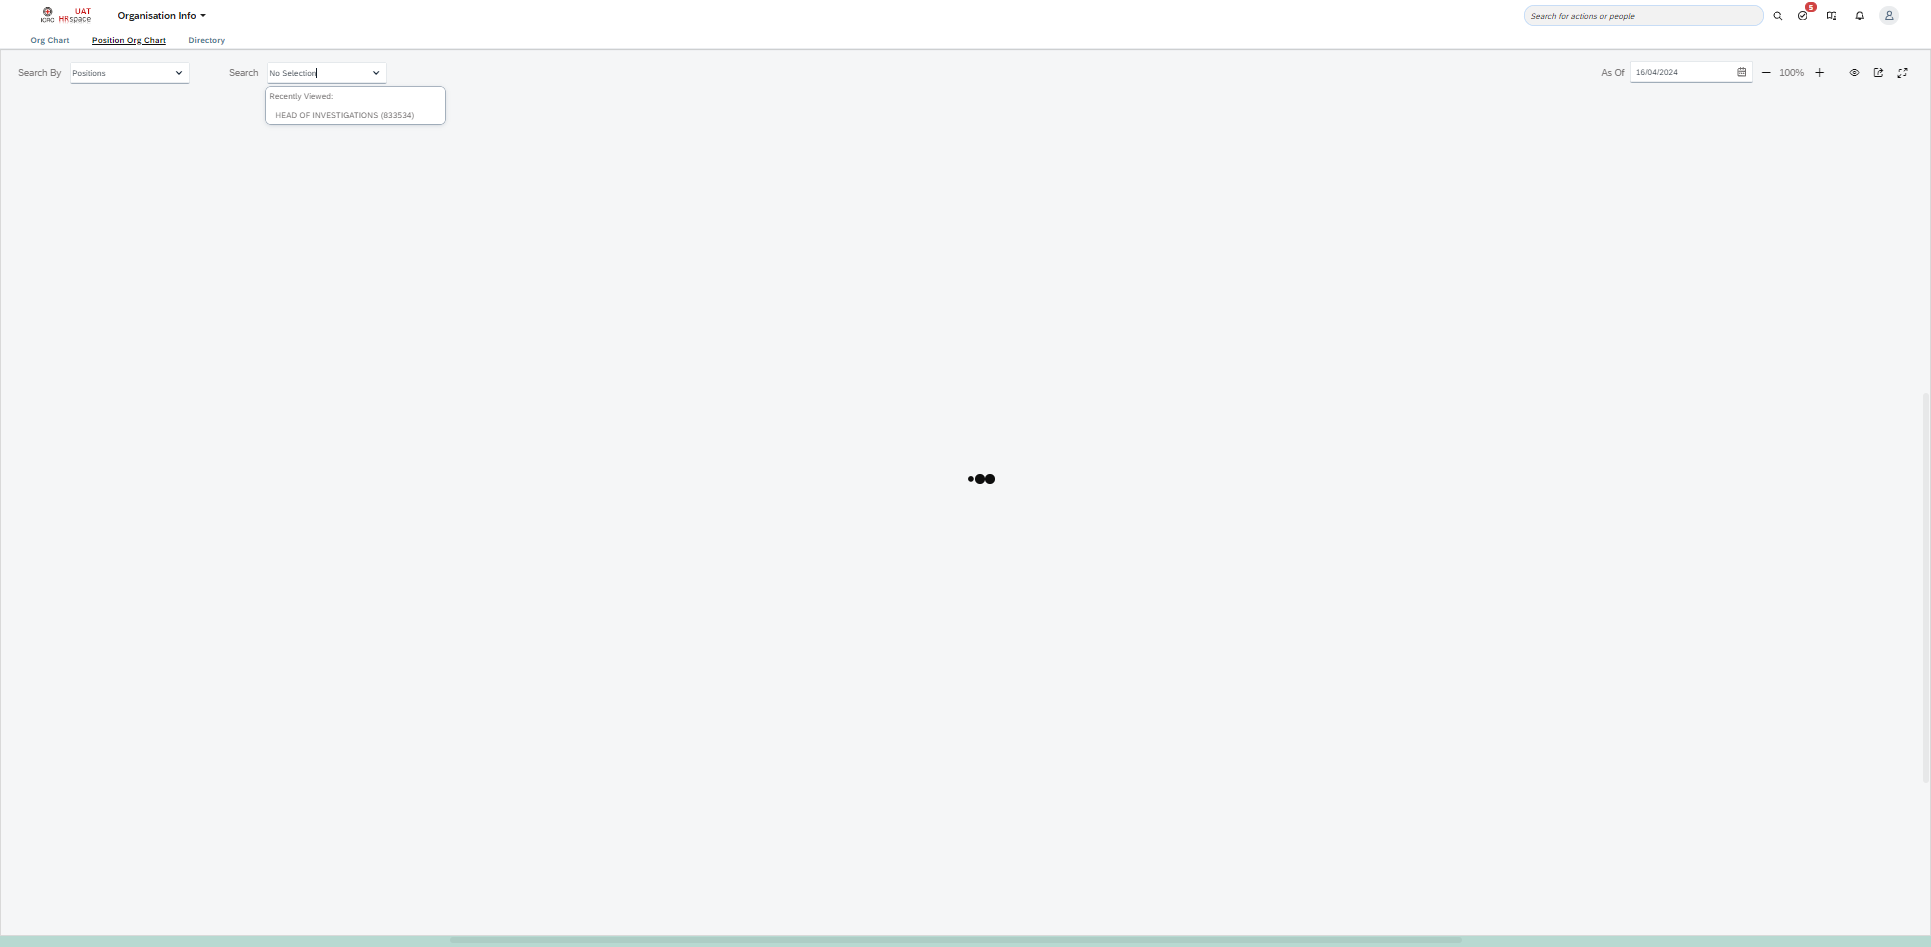 UAT
ICRC HRspace
Organisation Info
Search for actions or people
5
Org Chart
Position Org Chart
Directory
Search By
Positions
Search
No Selection
As Of
16/04/2024
100%
Recently Viewed:
HEAD OF INVESTIGATIONS (833534)